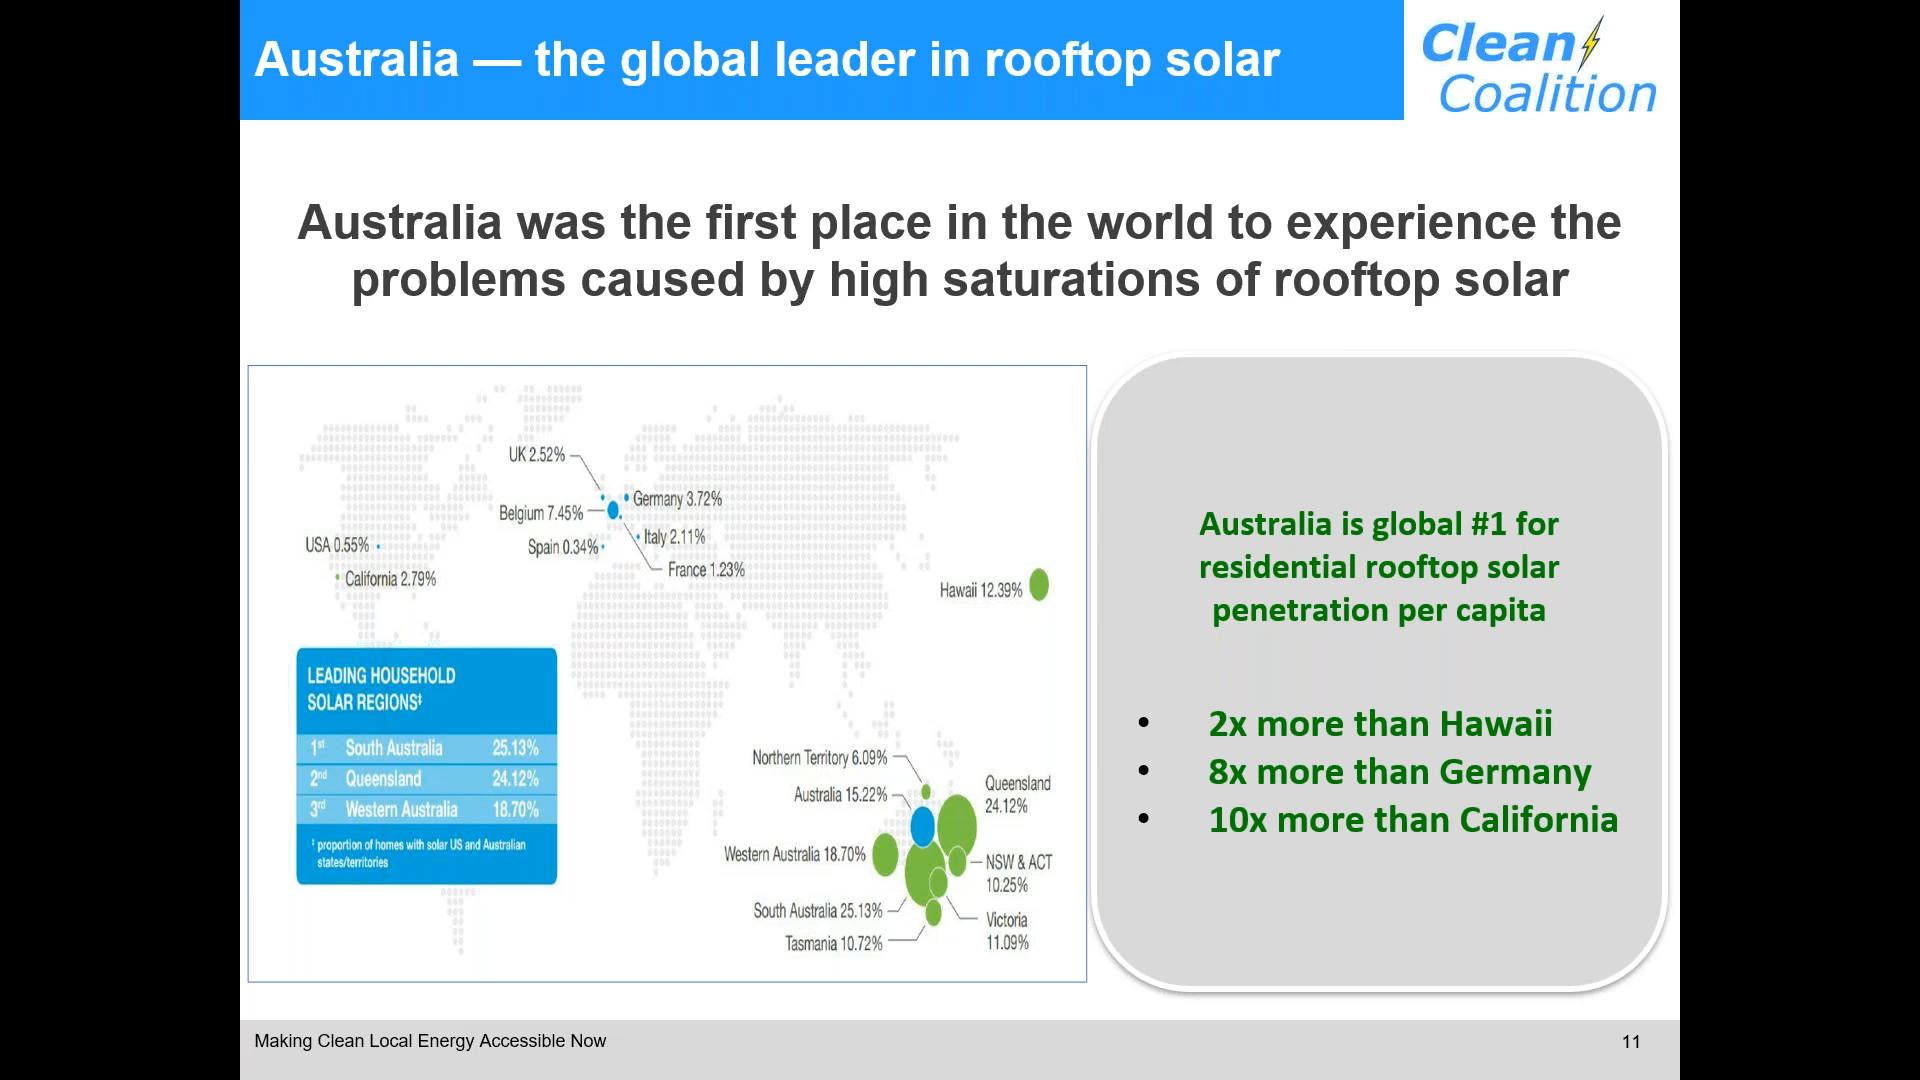 Australia — the global leader in rooftop solar
Clean
Coalition
Australia was the first place in the world to experience the
problems caused by high saturations of rooftop solar
UK 2.52%
Germany 3.72%
Belgium 7.45%
Italy 2.11%
USA 0.55%
Spain 0.34%
France 1.23%
California 2.79%
Hawaii 12.39%
LEADING HOUSEHOLD
SOLAR REGIONS‡
1st South Australia 25.13%
2nd Queensland 24.12%
3rd Western Australia 18.70%
‡ proportion of homes with solar US and Australian
states/territories
Northern Territory 6.09%
Australia 15.22%
Queensland
24.12%
Western Australia 18.70%
NSW & ACT
10.25%
South Australia 25.13%
Victoria
11.09%
Tasmania 10.72%
Australia is global #1 for
residential rooftop solar
penetration per capita
• 2x more than Hawaii
• 8x more than Germany
• 10x more than California
Making Clean Local Energy Accessible Now
11